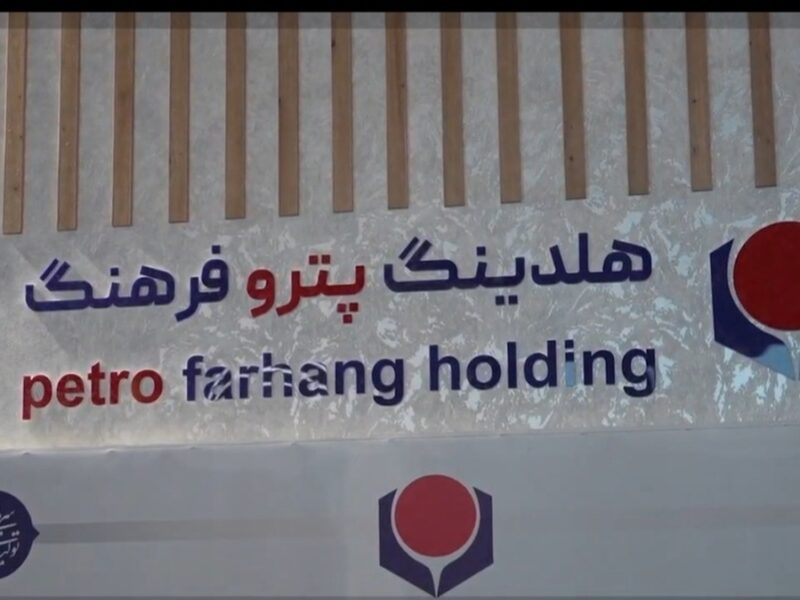 هلدینگ پترو فرهنگ
petro farhang holding